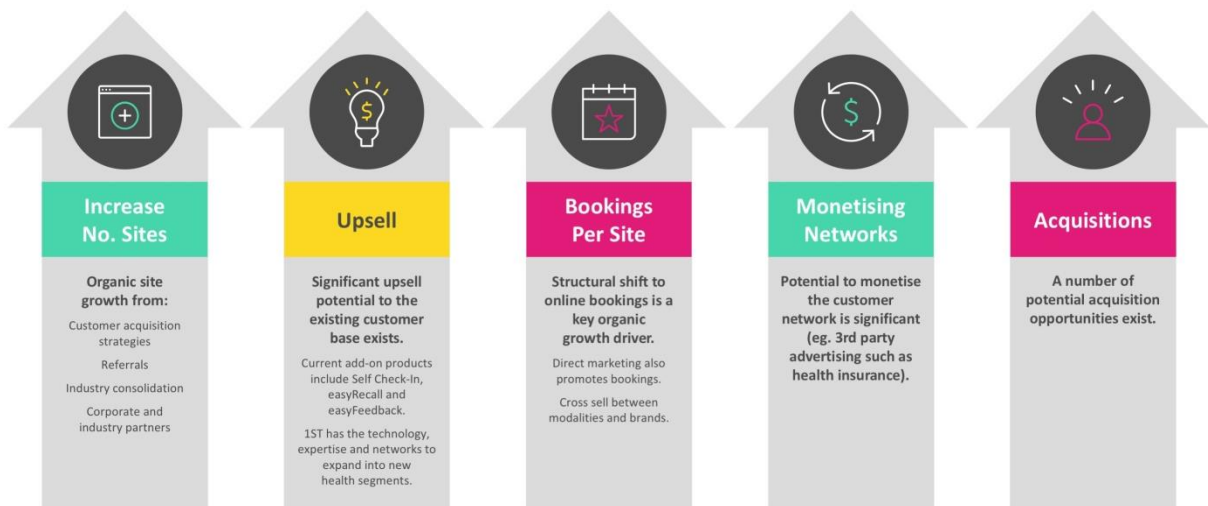 Increase
No. Sites
Organic site
growth from:
Customer acquisition
strategies
Referrals
Industry consolidation
Corporate and
industry partners
Upsell
Significant upsell
potential to the
existing customer
base exists.
Current add-on products
include Self Check-In,
easyRecall and
easyFeedback.
1ST has the technology,
expertise and networks to
expand into new
health segments.
Bookings
Per Site
Structural shift to
online bookings is a
key organic
growth driver.
Direct marketing also
promotes bookings.
Cross sell between
modalities and brands.
Monetising
Networks
Potential to monetise
the customer
network is significant
(eg. 3rd party
advertising such as
health insurance).
Acquisitions
A number of
potential acquisition
opportunities exist.